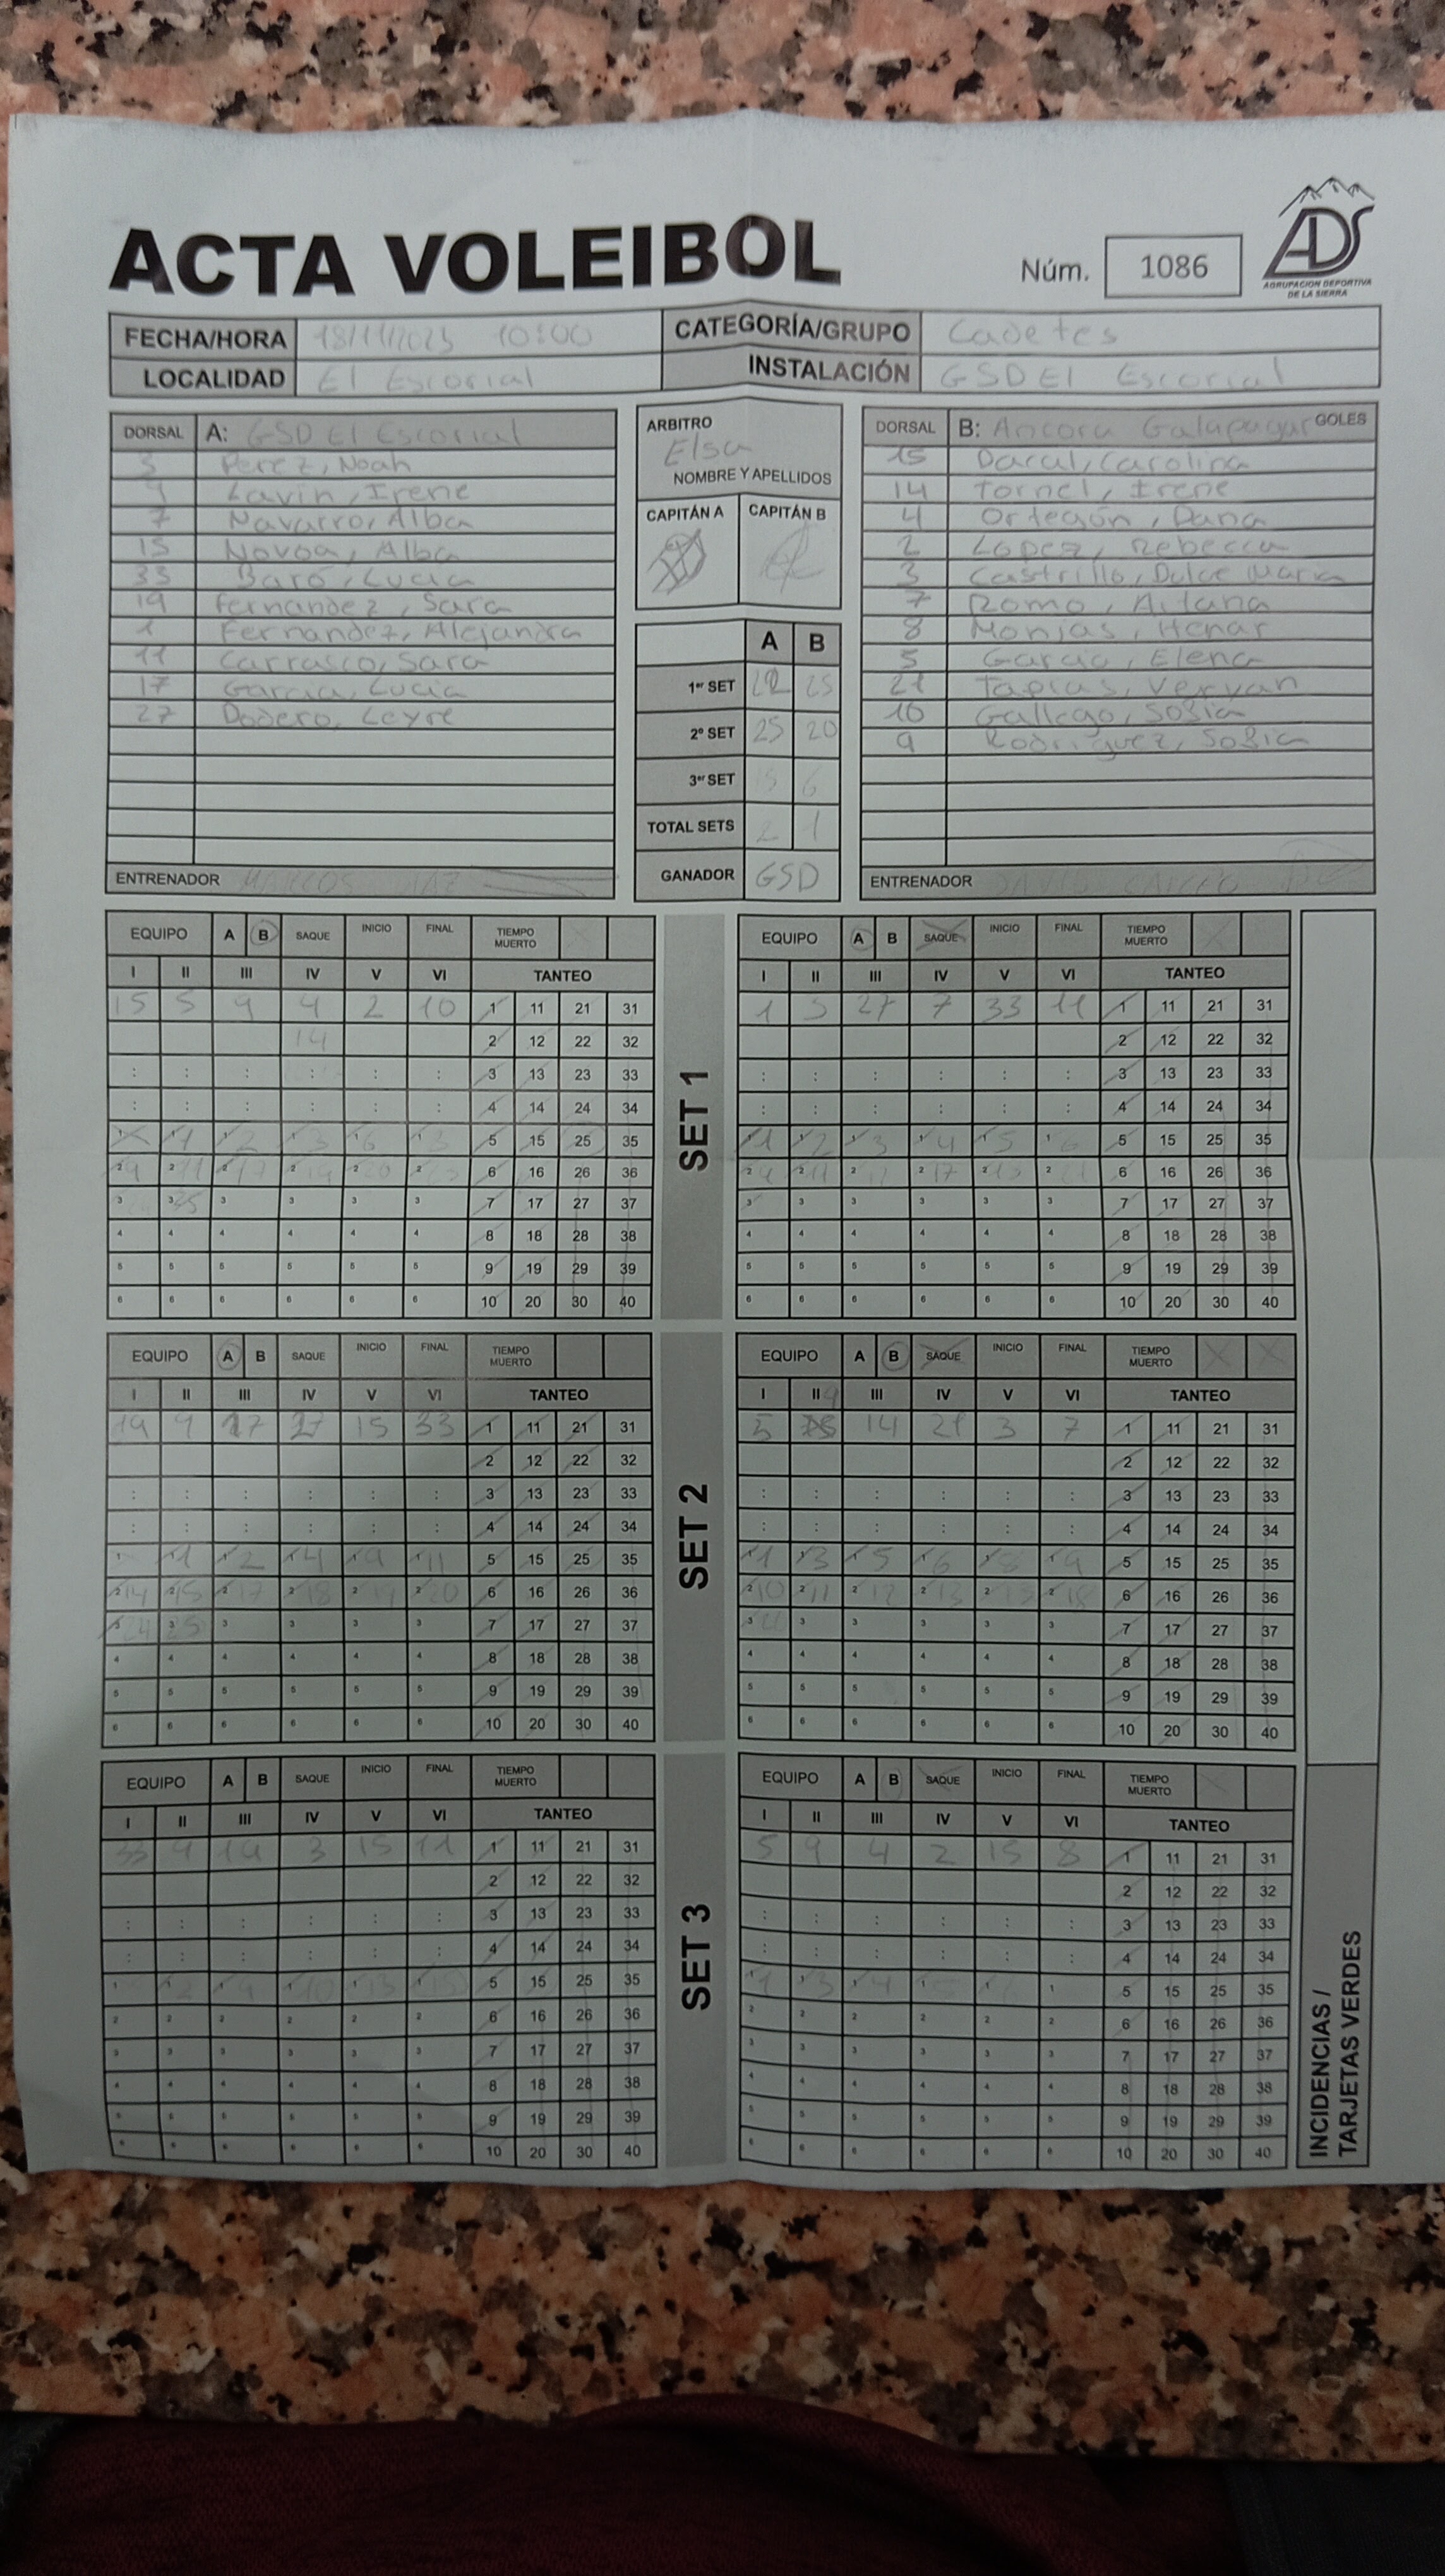 ACTA VOLEIBOL
Núm. 1086
ADS
AGRUPACION DEPORTIVA
DE LA SIERRA
FECHA/HORA 18/11/2023 10:00
CATEGORÍA/GRUPO Cadetes
LOCALIDAD El Escorial
INSTALACIÓN GSD El Escorial
DORSAL A: GSD El Escorial
3 Perez, Noah
9 Lavin, Irene
7 Navarro, Alba
15 Novoa, Alba
33 Baró, Lucia
19 Fernandez, Sara
1 Fernandez, Alejandra
11 Carrasco, Sara
17 Garcia, Lucia
27 Dodero, Leyre
ENTRENADOR MARCOS DIAZ
ARBITRO
Elsa
NOMBRE Y APELLIDOS
CAPITÁN A CAPITÁN B
A B
1er SET 22 25
2º SET 25 20
3er SET 15 6
TOTAL SETS 2 1
GANADOR GSD
DORSAL B: Ancora Galapagar GOLES
15 Daral, Carolina
14 Tornel, Irene
4 Ortegón, Dana
2 Lopez, Rebecca
3 Castrillo, Dulce Maria
7 Romo, Aitana
8 Monjas, Henar
5 Garcia, Elena
21 Tapias, Veryan
10 Gallego, Sofia
9 Rodriguez, Sofia
ENTRENADOR DAVID
EQUIPO A B SAQUE INICIO FINAL TIEMPO MUERTO
I II III IV V VI TANTEO
15 5 9 4 2 10 1 11 21 31
14 2 12 22 32
: : : : : : 3 13 23 33
: : : : : : 4 14 24 34
1 1 1 2 1 3 1 6 1 5 15 25 35
2 9 2 11 2 17 2 19 2 20 2 6 16 26 36
3 3 25 3 3 3 3 7 17 27 37
4 4 4 4 4 4 8 18 28 38
5 5 5 5 5 5 9 19 29 39
6 6 6 6 6 6 10 20 30 40
SET 1
EQUIPO A B SAQUE INICIO FINAL TIEMPO MUERTO
I II III IV V VI TANTEO
1 3 27 7 33 11 1 11 21 31
2 12 22 32
: : : : : : 3 13 23 33
: : : : : : 4 14 24 34
1 1 1 2 1 3 1 4 1 5 1 6 5 15 25 35
2 9 2 11 2 2 17 2 2 6 16 26 36
3 3 3 3 3 3 7 17 27 37
4 4 4 4 4 4 8 18 28 38
5 5 5 5 5 5 9 19 29 39
6 6 6 6 6 6 10 20 30 40
EQUIPO A B SAQUE INICIO FINAL TIEMPO MUERTO
I II III IV V VI TANTEO
19 9 17 27 15 33 1 11 21 31
2 12 22 32
: : : : : : 3 13 23 33
: : : : : : 4 14 24 34
1 1 1 1 2 1 4 1 9 1 11 5 15 25 35
2 14 2 15 2 17 2 18 2 19 2 20 6 16 26 36
3 24 3 25 3 3 3 3 7 17 27 37
4 4 4 4 4 4 8 18 28 38
5 5 5 5 5 5 9 19 29 39
6 6 6 6 6 6 10 20 30 40
SET 2
EQUIPO A B SAQUE INICIO FINAL TIEMPO MUERTO
I II 9 III IV V VI TANTEO
5 14 21 3 7 1 11 21 31
2 12 22 32
: : : : : : 3 13 23 33
: : : : : : 4 14 24 34
1 1 1 3 1 5 1 6 1 8 1 9 5 15 25 35
2 10 2 11 2 12 2 13 2 15 2 18 6 16 26 36
3 20 3 3 3 3 3 7 17 27 37
4 4 4 4 4 4 8 18 28 38
5 5 5 5 5 5 9 19 29 39
6 6 6 6 6 6 10 20 30 40
EQUIPO A B SAQUE INICIO FINAL TIEMPO MUERTO
I II III IV V VI TANTEO
33 9 19 3 15 11 1 11 21 31
2 12 22 32
: : : : : : 3 13 23 33
: : : : : : 4 14 24 34
1 1 2 1 9 1 10 1 13 1 15 5 15 25 35
2 2 2 2 2 2 6 16 26 36
3 3 3 3 3 3 7 17 27 37
4 4 4 4 4 4 8 18 28 38
5 5 5 5 5 5 9 19 29 39
6 6 6 6 6 6 10 20 30 40
SET 3
EQUIPO A B SAQUE INICIO FINAL TIEMPO MUERTO
I II III IV V VI TANTEO
5 9 4 2 15 8 1 11 21 31
2 12 22 32
: : : : : : 3 13 23 33
: : : : : : 4 14 24 34
1 1 1 3 1 4 1 1 6 1 5 15 25 35
2 2 2 2 2 2 6 16 26 36
3 3 3 3 3 3 7 17 27 37
4 4 4 4 4 4 8 18 28 38
5 5 5 5 5 5 9 19 29 39
6 6 6 6 6 6 10 20 30 40
INCIDENCIAS /
TARJETAS VERDES